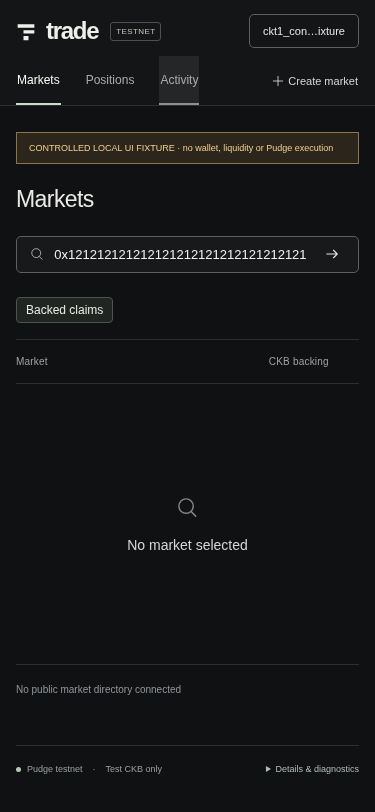 trade TESTNET ckt1_con...ixture
Markets Positions Activity + Create market
CONTROLLED LOCAL UI FIXTURE · no wallet, liquidity or Pudge execution
Markets
0x1212121212121212121212121212121212121
Backed claims
Market CKB backing
No market selected
No public market directory connected
Pudge testnet · Test CKB only Details & diagnostics